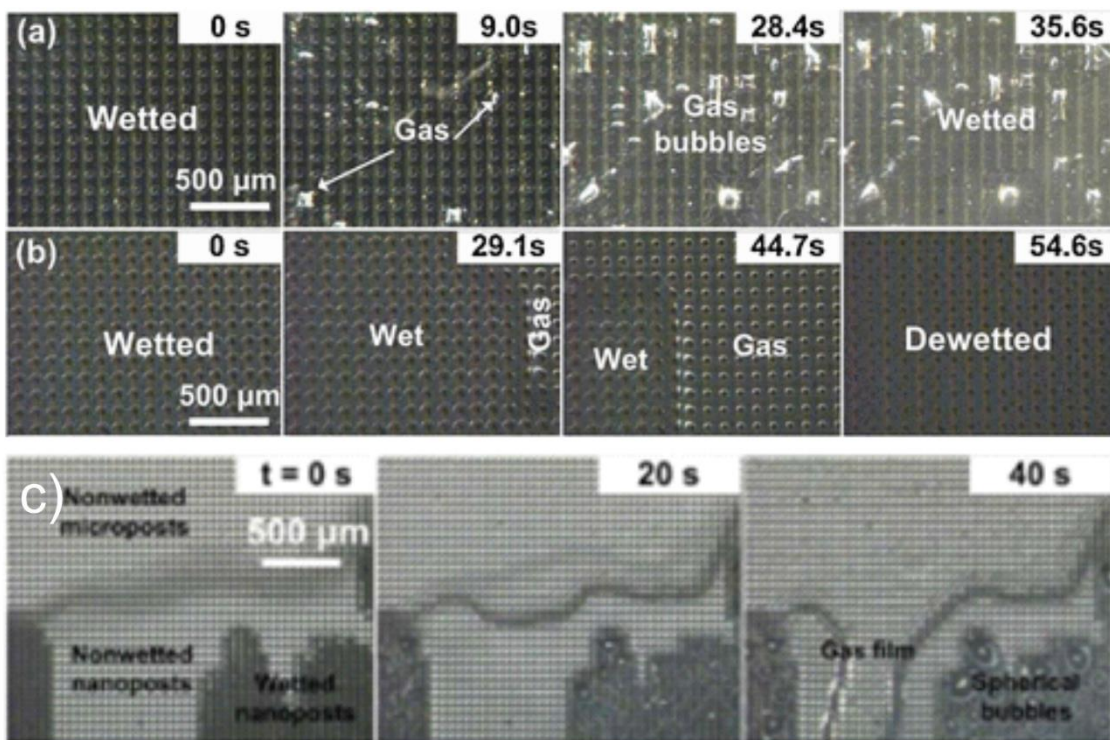 (a)
0 s
9.0s
28.4s
35.6s
Wetted
Gas
Gas
bubbles
Wetted
500 µm
(b)
0 s
29.1s
44.7s
54.6s
Wetted
Wet
Gas
Wet
Gas
Dewetted
500 µm
c)
t = 0 s
20 s
40 s
Nonwetted
microposts
500 µm
Nonwetted
nanoposts
Wetted
nanoposts
Gas film
Spherical
bubbles